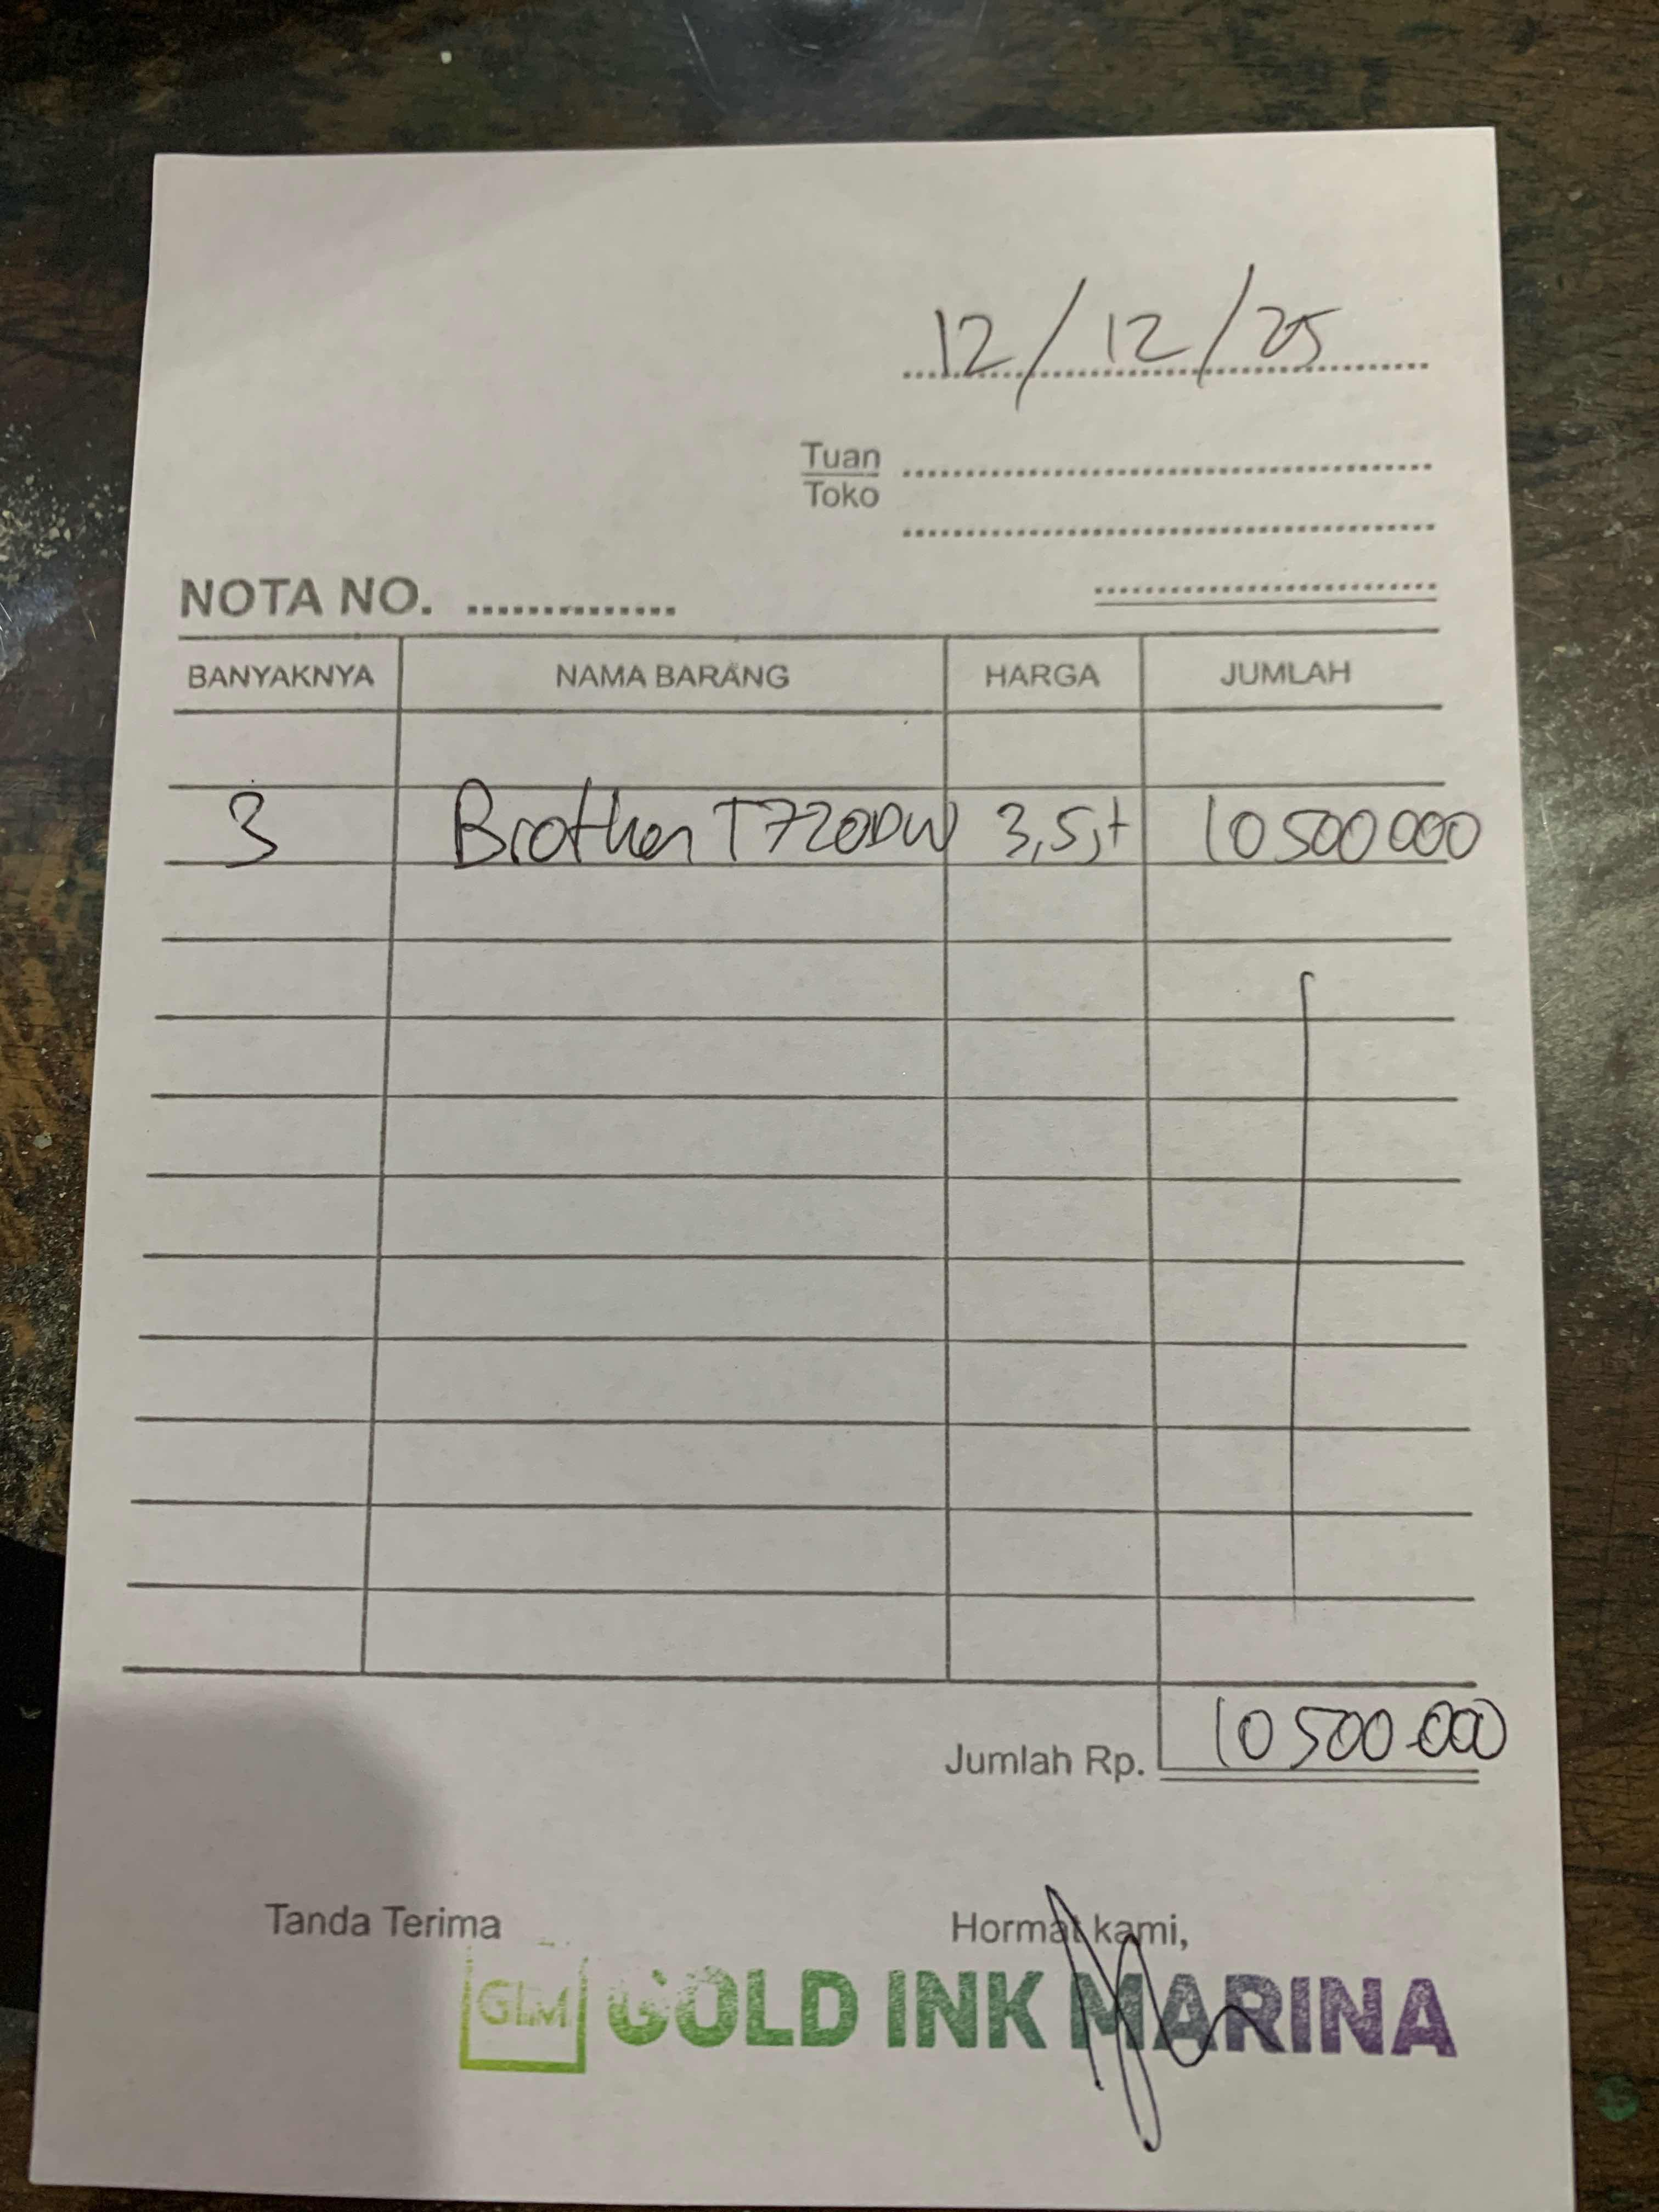 12/12/25
Tuan
Toko
NOTA NO. ..............
BANYAKNYA NAMA BARANG HARGA JUMLAH
3 Brother T720DW 3,5jt 10 500 000
Jumlah Rp. 10 500 000
Tanda Terima Hormat kami,
GLM GOLD INK MARINA